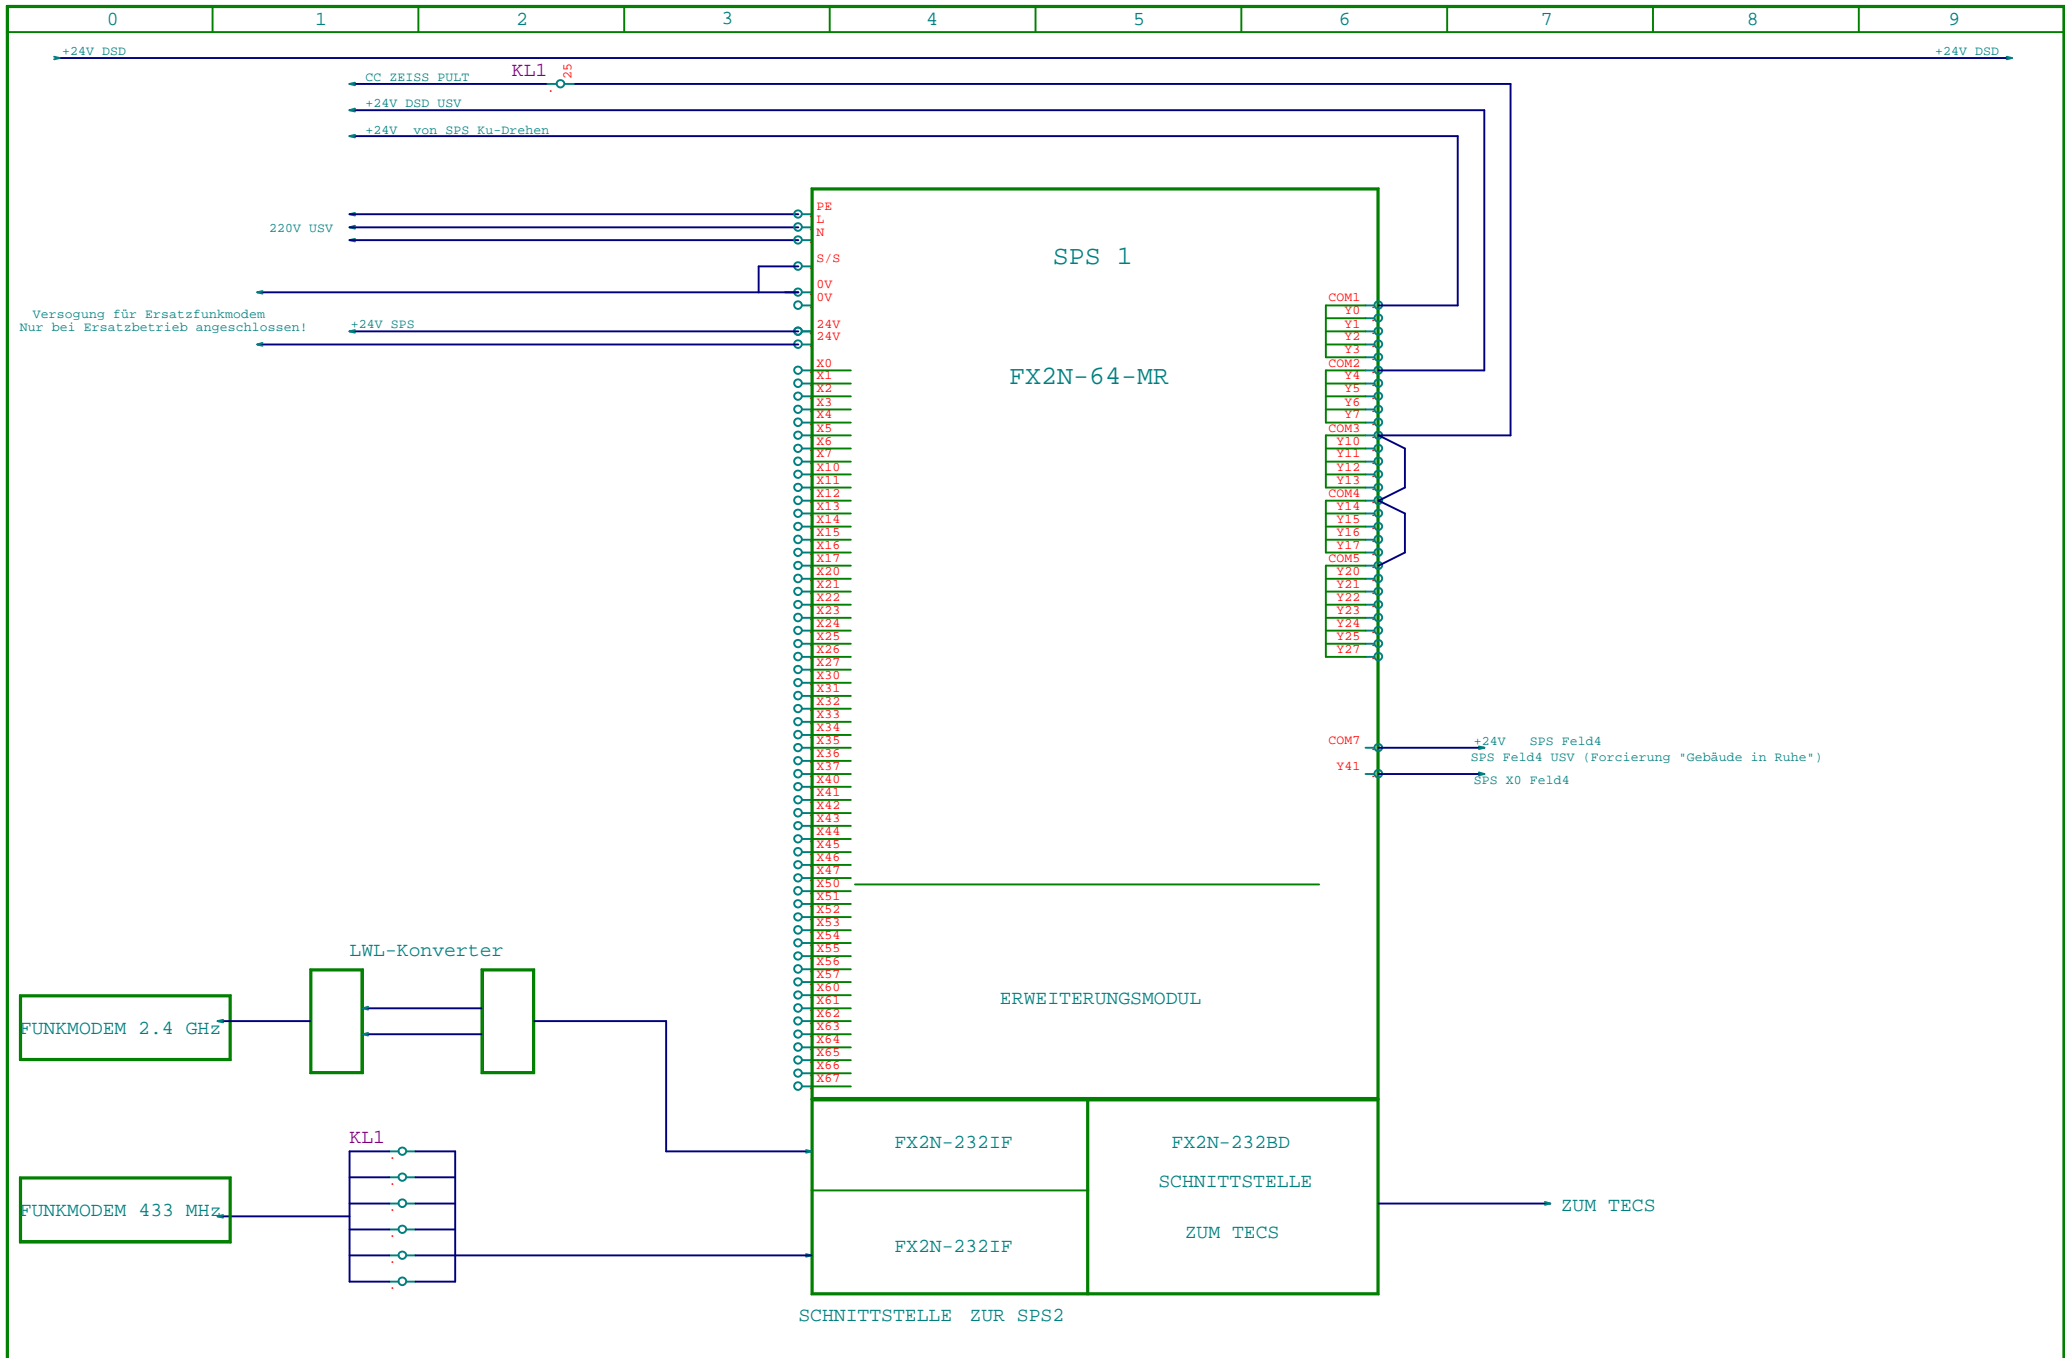 0 1 2 3 4 5 6 7 8 9
+24V DSD +24V DSD
CC ZEISS PULT KL1 25
+24V DSD USV
+24V  von SPS Ku-Drehen
220V USV
Versogung für Ersatzfunkmodem
Nur bei Ersatzbetrieb angeschlossen!
+24V SPS
PE
L
N
S/S
0V
0V
24V
24V
X0
X1
X2
X3
X4
X5
X6
X7
X10
X11
X12
X13
X14
X15
X16
X17
X20
X21
X22
X23
X24
X25
X26
X27
X30
X31
X32
X33
X34
X35
X36
X37
X40
X41
X42
X43
X44
X45
X46
X47
X50
X51
X52
X53
X54
X55
X56
X57
X60
X61
X62
X63
X64
X65
X66
X67
SPS 1
FX2N-64-MR
ERWEITERUNGSMODUL
COM1
Y0
Y1
Y2
Y3
COM2
Y4
Y5
Y6
Y7
COM3
Y10
Y11
Y12
Y13
COM4
Y14
Y15
Y16
Y17
COM5
Y20
Y21
Y22
Y23
Y24
Y25
Y27
COM7
Y41
+24V   SPS Feld4
SPS Feld4 USV (Forcierung "Gebäude in Ruhe")
SPS X0 Feld4
LWL-Konverter
FUNKMODEM 2.4 GHz
KL1
FUNKMODEM 433 MHz
FX2N-232IF
FX2N-232IF
FX2N-232BD
SCHNITTSTELLE
ZUM TECS
ZUM TECS
SCHNITTSTELLE ZUR SPS2